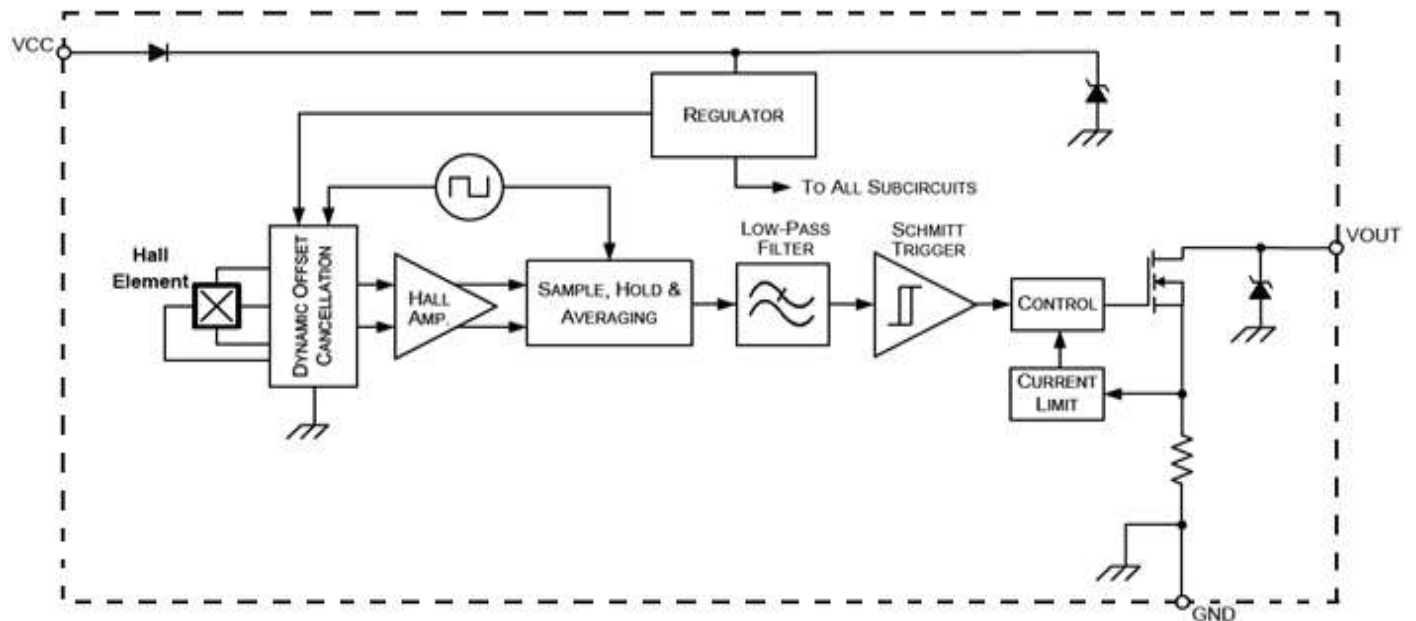 VCC
REGULATOR
TO ALL SUBCIRCUITS
LOW-PASS
FILTER
SCHMITT
TRIGGER
VOUT
Hall
Element
DYNAMIC OFFSET
CANCELLATION
HALL
AMP.
SAMPLE, HOLD &
AVERAGING
CONTROL
CURRENT
LIMIT
GND